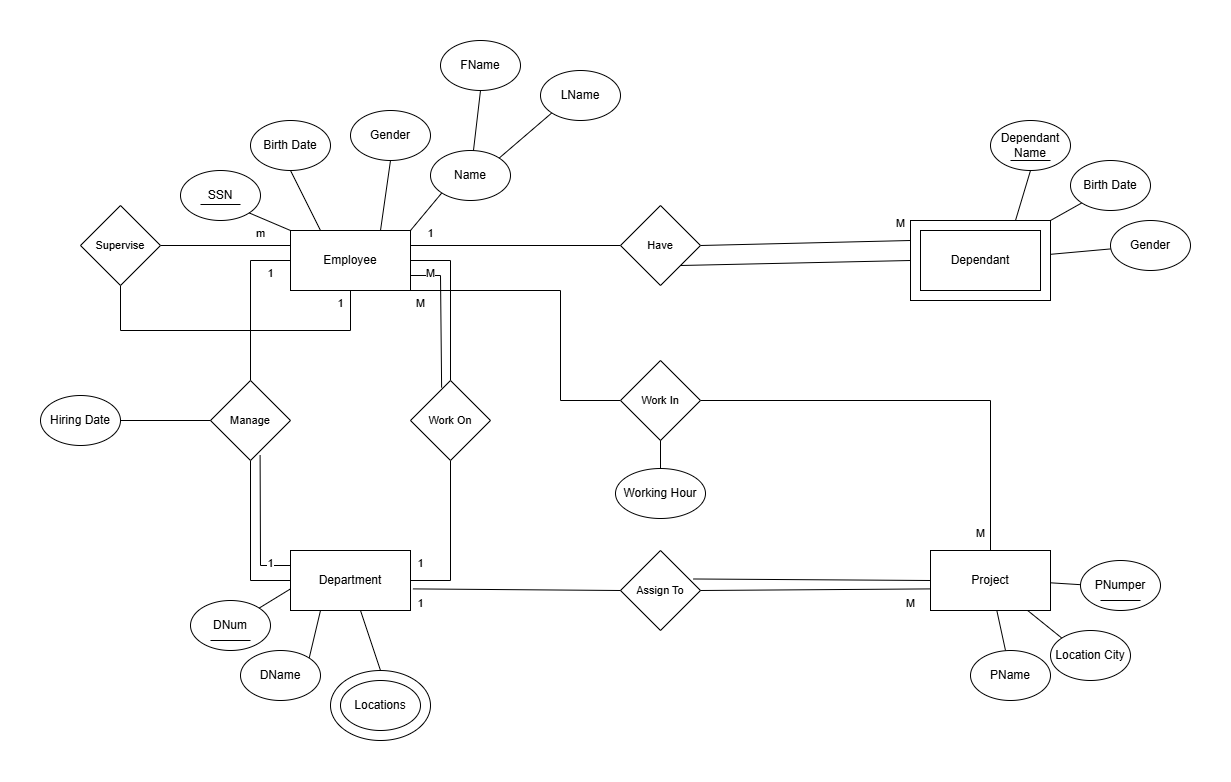 FName
LName
Birth Date
Gender
Name
SSN
Dependant
Name
Birth Date
Gender
Supervise
m
Employee
1
Have
M
Dependant
1
M
1
M
Hiring Date
Manage
Work On
Work In
Working Hour
M
1
Department
1
1
Assign To
M
Project
PNumper
DNum
DName
Locations
PName
Location City